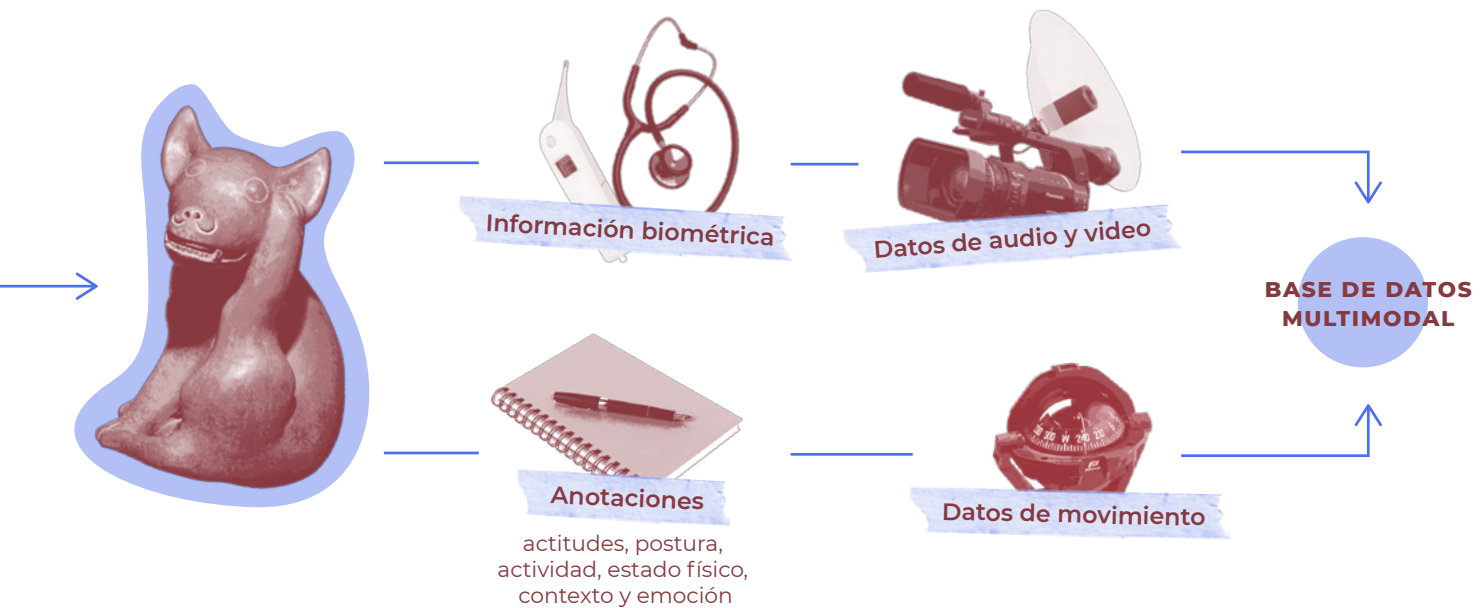 Información biométrica
Datos de audio y video
BASE DE DATOS
MULTIMODAL
Anotaciones
actitudes, postura,
actividad, estado físico,
contexto y emoción
Datos de movimiento